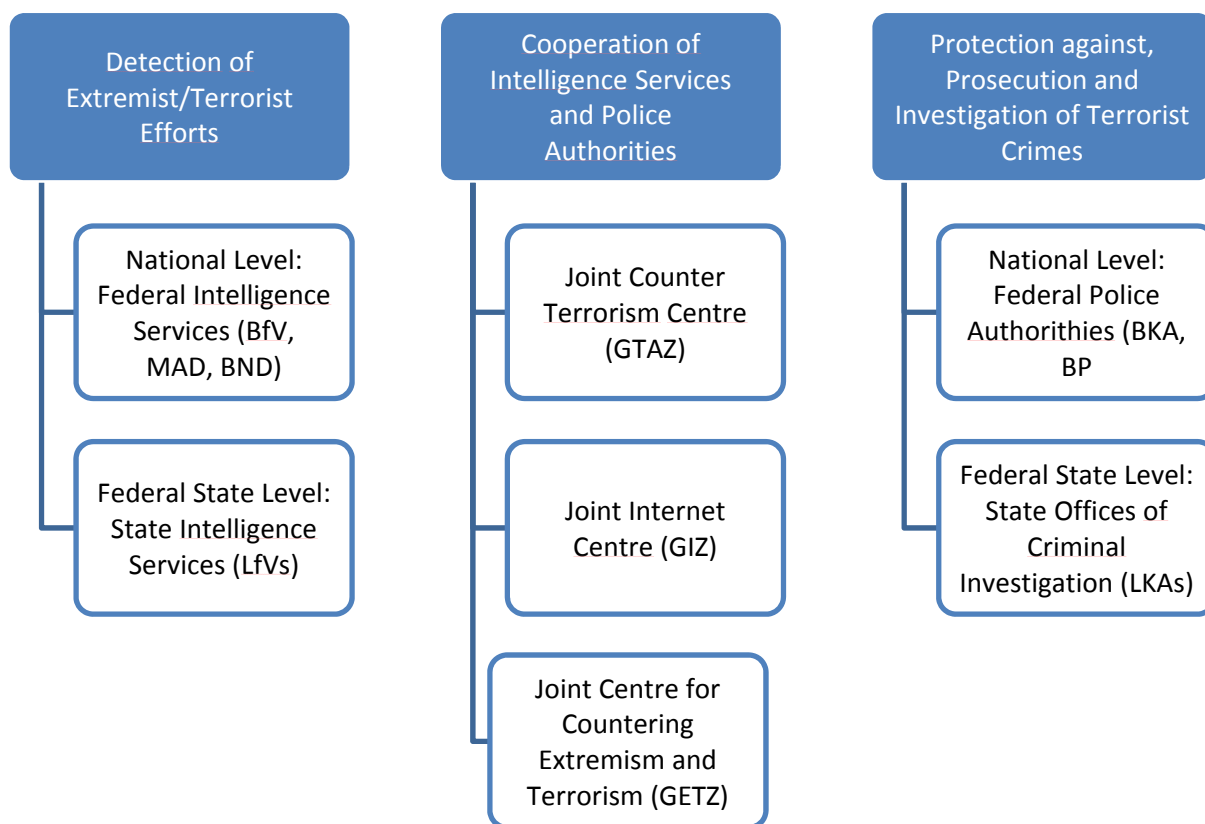 Detection of
Extremist/Terrorist
Efforts
National Level:
Federal Intelligence
Services (BfV,
MAD, BND)
Federal State Level:
State Intelligence
Services (LfVs)
Cooperation of
Intelligence Services
and Police
Authorities
Joint Counter
Terrorism Centre
(GTAZ)
Joint Internet
Centre (GIZ)
Joint Centre for
Countering
Extremism and
Terrorism (GETZ)
Protection against,
Prosecution and
Investigation of Terrorist
Crimes
National Level:
Federal Police
Authorithies (BKA,
BP
Federal State Level:
State Offices of
Criminal
Investigation (LKAs)